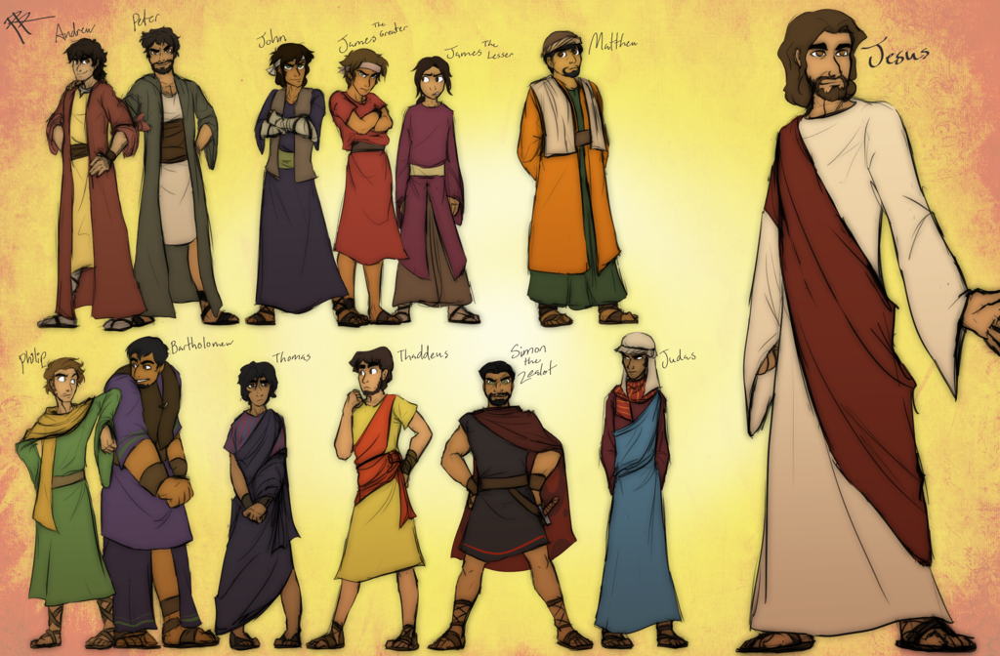 Andrew
Peter
John
James The Greater
James The Lesser
Matthew
Jesus
Philip
Bartholomew
Thomas
Thaddeus
Simon
the
Zealot
Judas